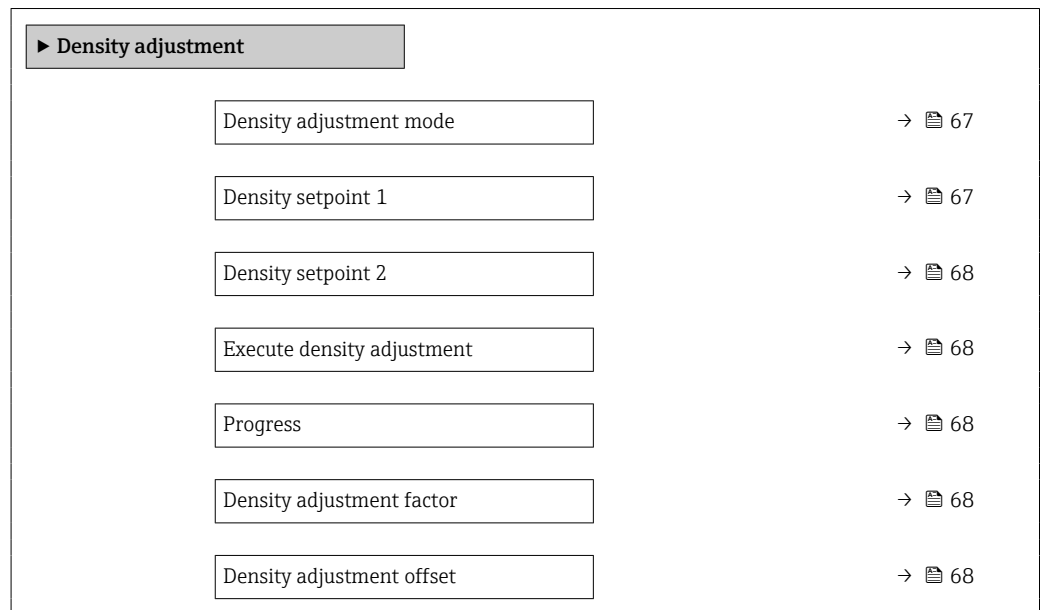 ▶ Density adjustment
Density adjustment mode → 67
Density setpoint 1 → 67
Density setpoint 2 → 68
Execute density adjustment → 68
Progress → 68
Density adjustment factor → 68
Density adjustment offset → 68